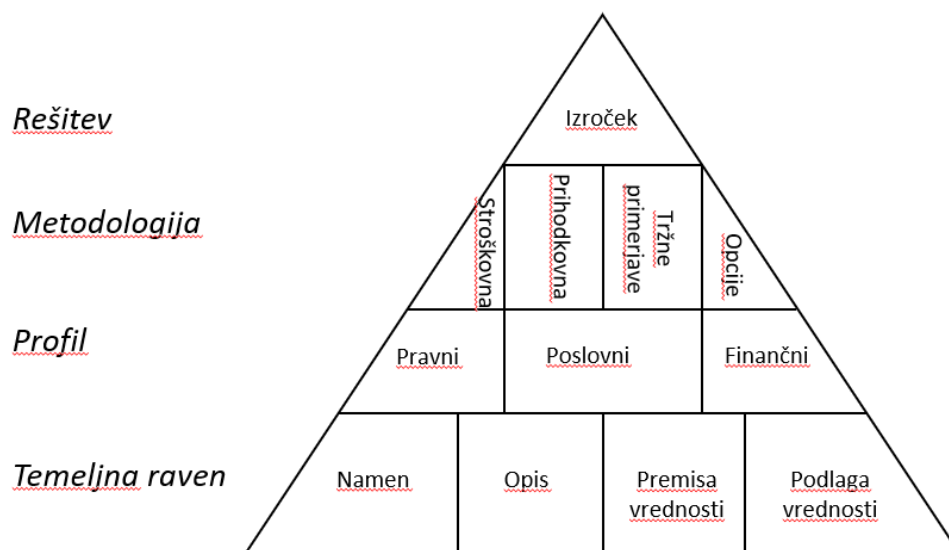 Rešitev
Izroček
Metodologija
Stroškovna
Prihodkovna
Tržne
primerjave
Opcije
Profil
Pravni
Poslovni
Finančni
Temeljna raven
Namen
Opis
Premisa
vrednosti
Podlaga
vrednosti